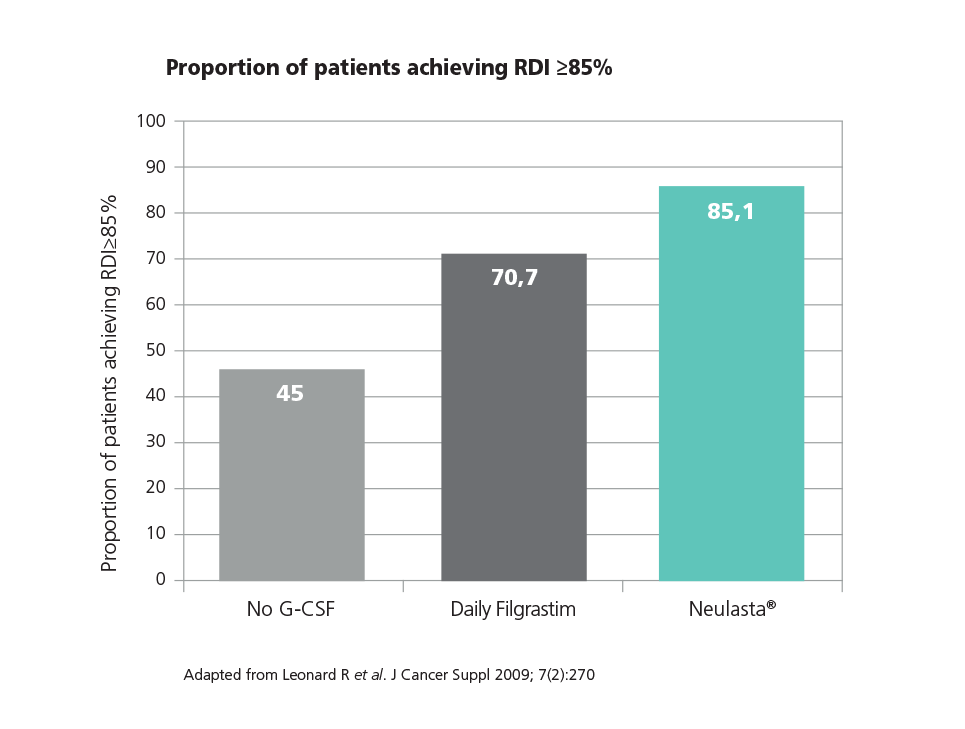 Proportion of patients achieving RDI ≥85%
Proportion of patients achieving RDI≥85%
100
90
80
70
60
50
40
30
20
10
0
45
70,7
85,1
No G-CSF
Daily Filgrastim
Neulasta®
Adapted from Leonard R et al. J Cancer Suppl 2009; 7(2):270